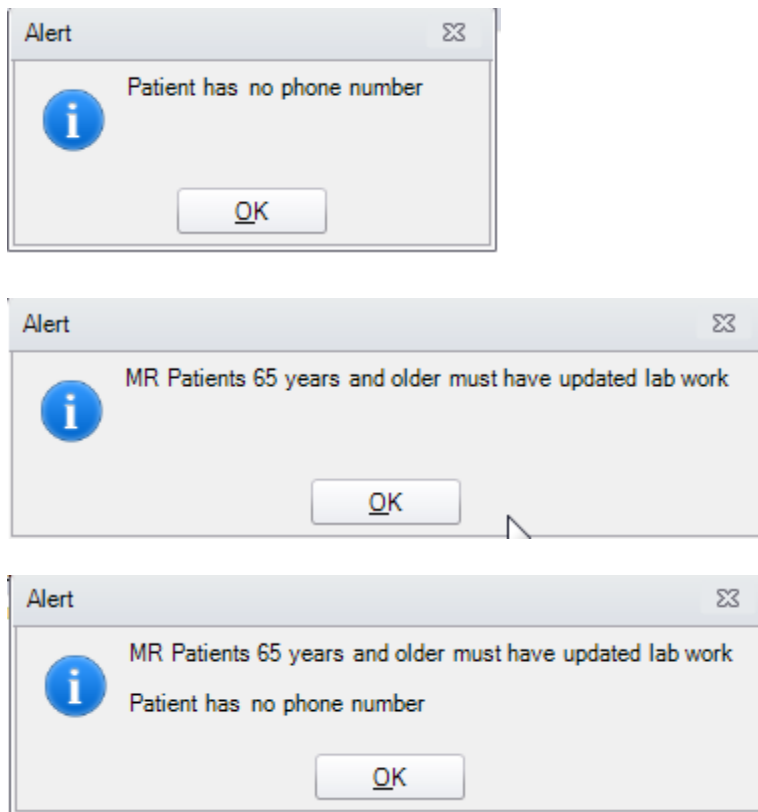 Alert
Patient has no phone number
OK
Alert
MR Patients 65 years and older must have updated lab work
OK
Alert
MR Patients 65 years and older must have updated lab work
Patient has no phone number
OK